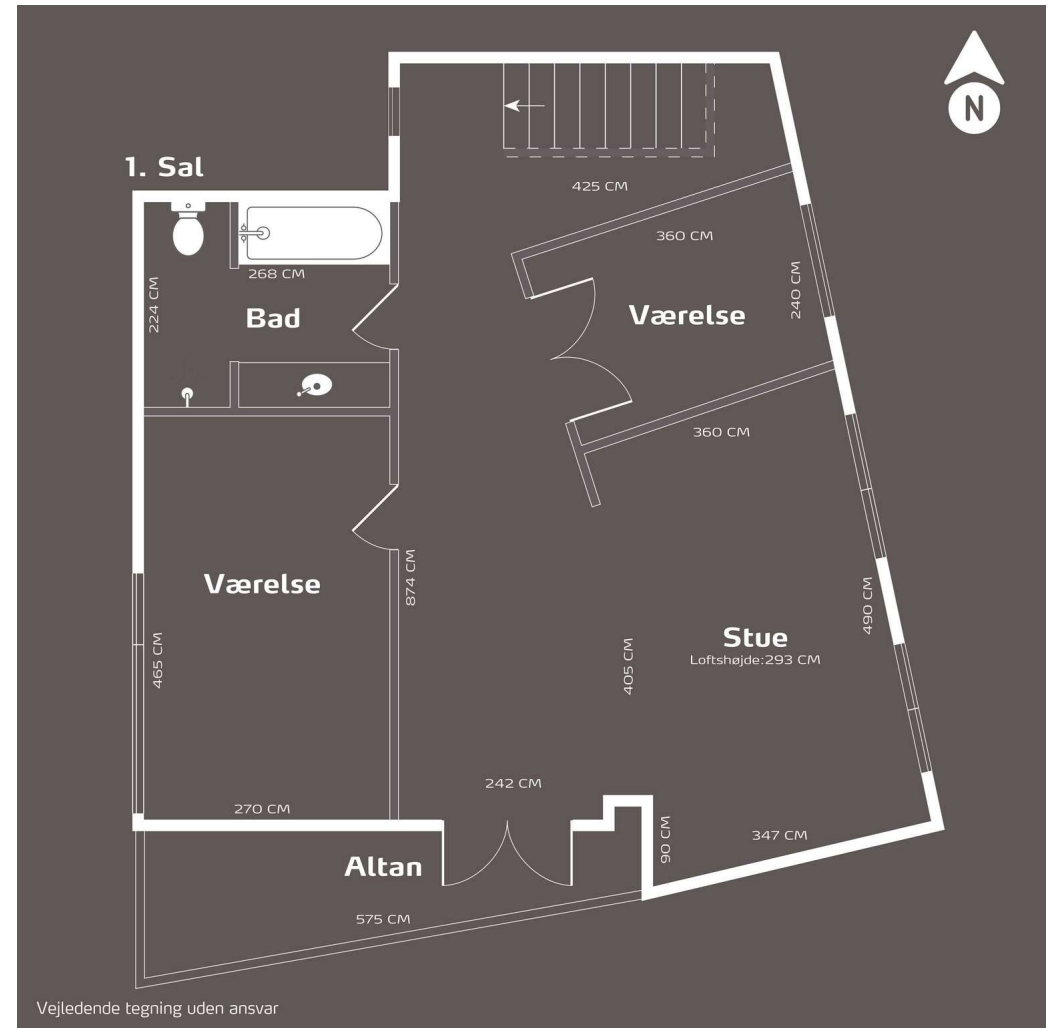 N
1. Sal
425 CM
360 CM
268 CM
224 CM
240 CM
Bad
Værelse
360 CM
874 CM
Værelse
490 CM
Stue
Loftshøjde:293 CM
465 CM
405 CM
242 CM
270 CM
90 CM
347 CM
Altan
575 CM
Vejledende tegning uden ansvar